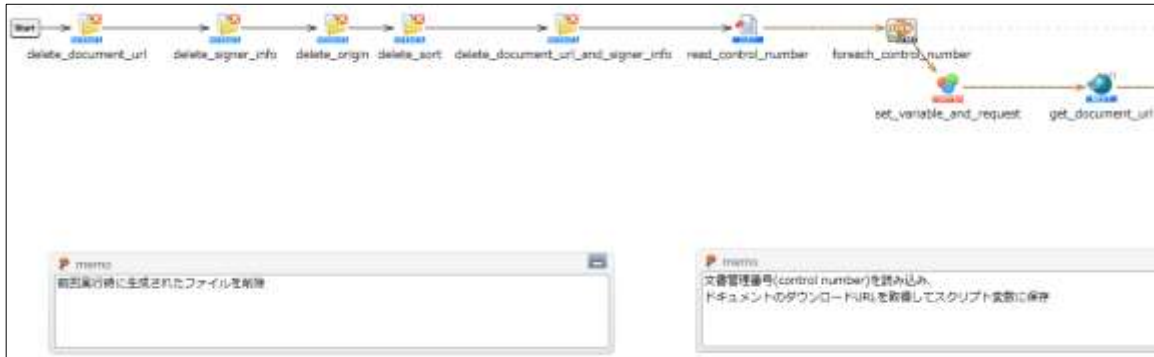 Start
delete_document_url
delete_signer_info
delete_origin
delete_sort
delete_document_url_and_signer_info
read_control_number
foreach_control_number
set_variable_and_request
get_document_url
memo
前回実行時に生成されたファイルを削除
memo
文書管理番号(control number)を読み込み、
ドキュメントのダウンロードURLを取得してスクリプト変数に保存